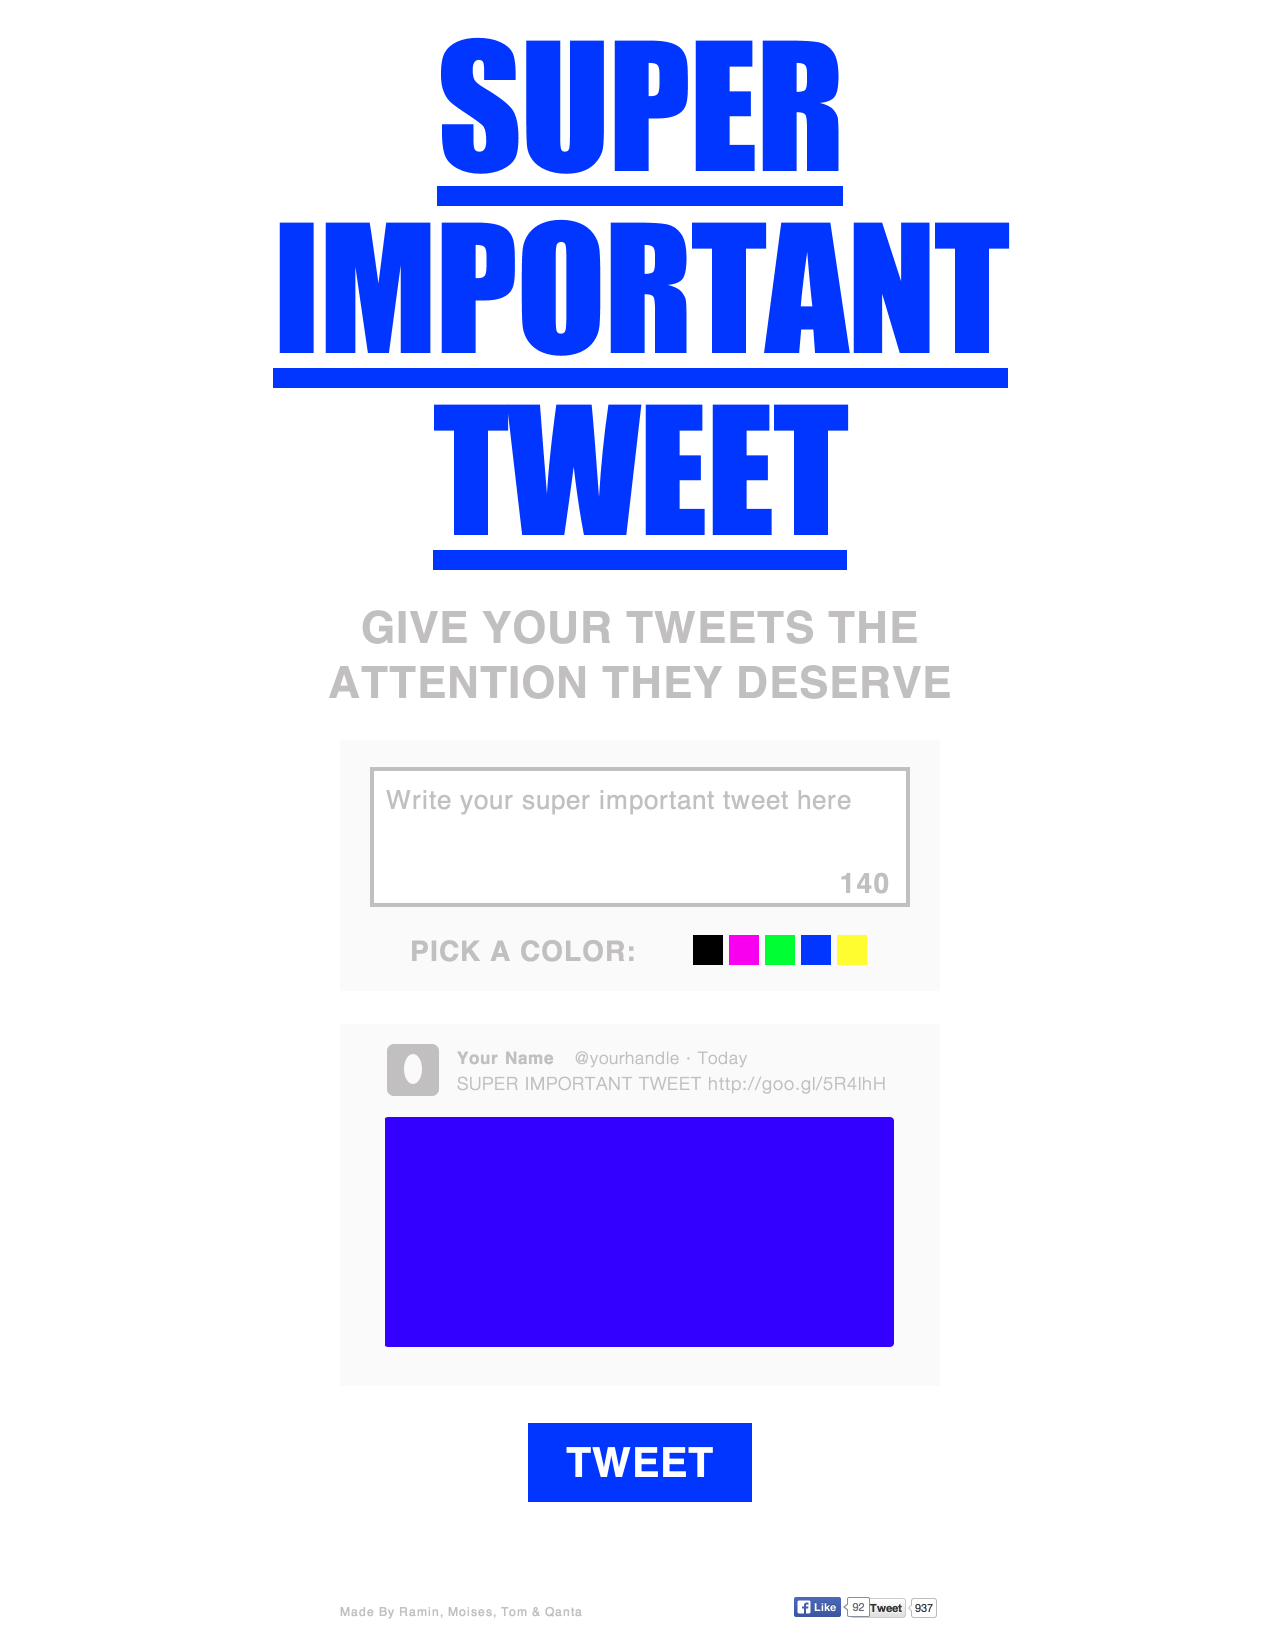 SUPER
IMPORTANT
TWEET
GIVE YOUR TWEETS THE
ATTENTION THEY DESERVE
Write your super important tweet here
140
PICK A COLOR:
Your Name @yourhandle · Today
SUPER IMPORTANT TWEET http://goo.gl/5R4lhH
TWEET
Made By Ramin, Moises, Tom & Qanta
Like 92 Tweet 937